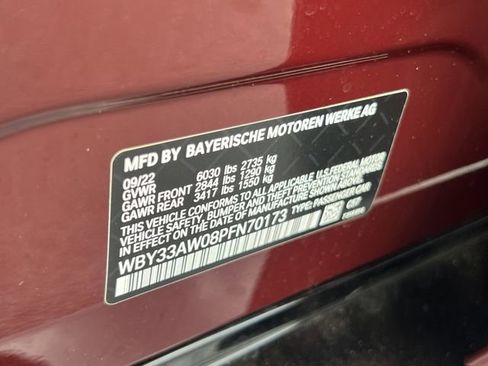 MFD BY BAYERISCHE MOTOREN WERKE AG
09/22
GVWR 6030 lbs 2735 kg
GAWR FRONT 2844 lbs 1290 kg
GAWR REAR 3417 lbs 1550 kg
THIS VEHICLE CONFORMS TO ALL APPLICABLE U.S. FEDERAL MOTOR
VEHICLE SAFETY, BUMPER, AND THEFT PREVENTION STANDARDS IN
EFFECT ON THE DATE OF MANUFACTURE SHOWN ABOVE.
WBY33AW08PFN70173 TYPE: PASSENGER CAR